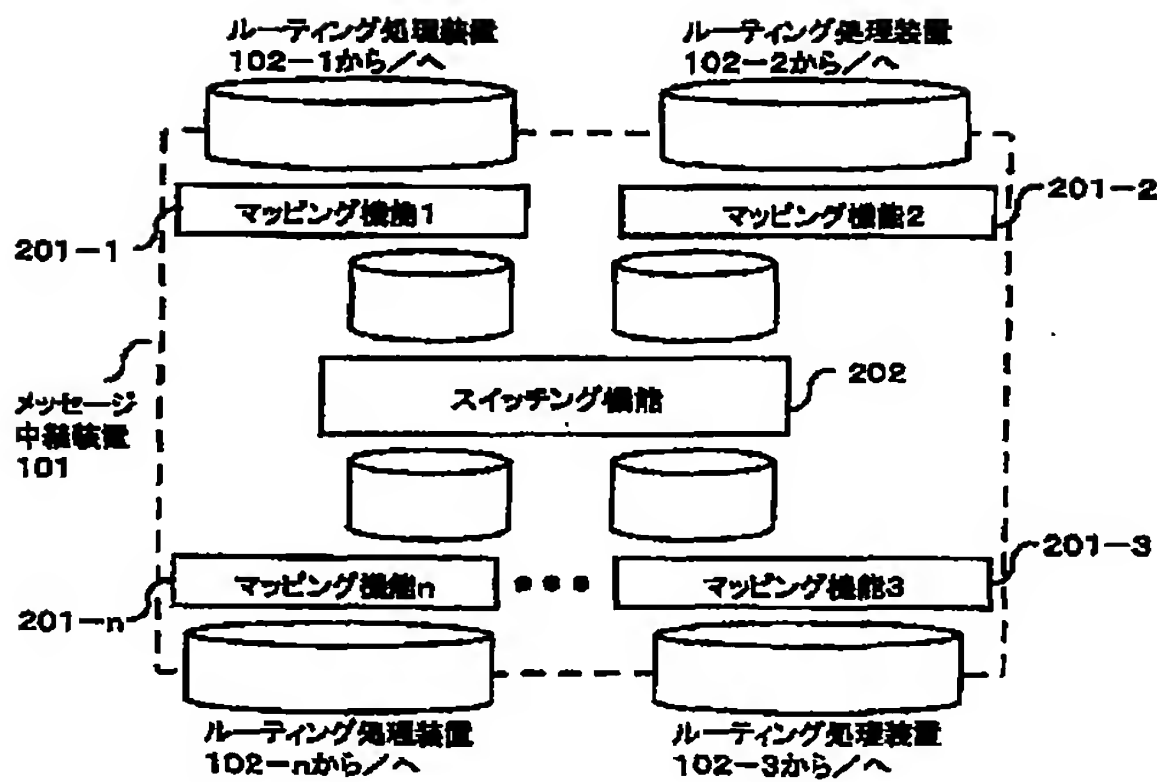 ルーティング処理装置
102-1から/へ
ルーティング処理装置
102-2から/へ
マッピング機能1
マッピング機能2
201-1
201-2
スイッチング機能
202
メッセージ
中継装置
101
マッピング機能n
マッピング機能3
201-n
201-3
ルーティング処理装置
102-nから/へ
ルーティング処理装置
102-3から/へ